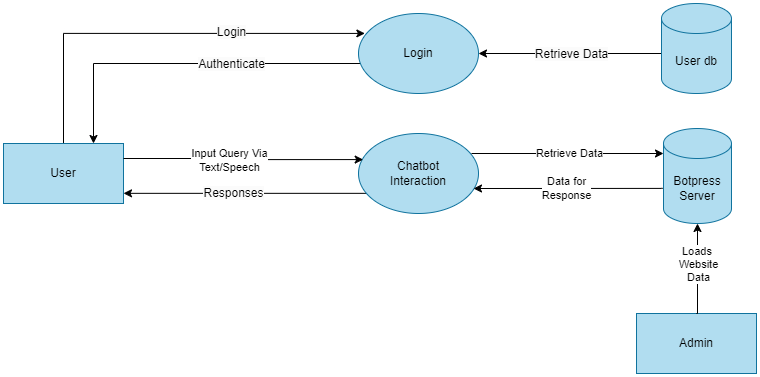 Login
Authenticate
Login
Retrieve Data
User db
User
Input Query Via
Text/Speech
Responses
Chatbot
Interaction
Retrieve Data
Data for
Response
Botpress
Server
Loads
Website
Data
Admin